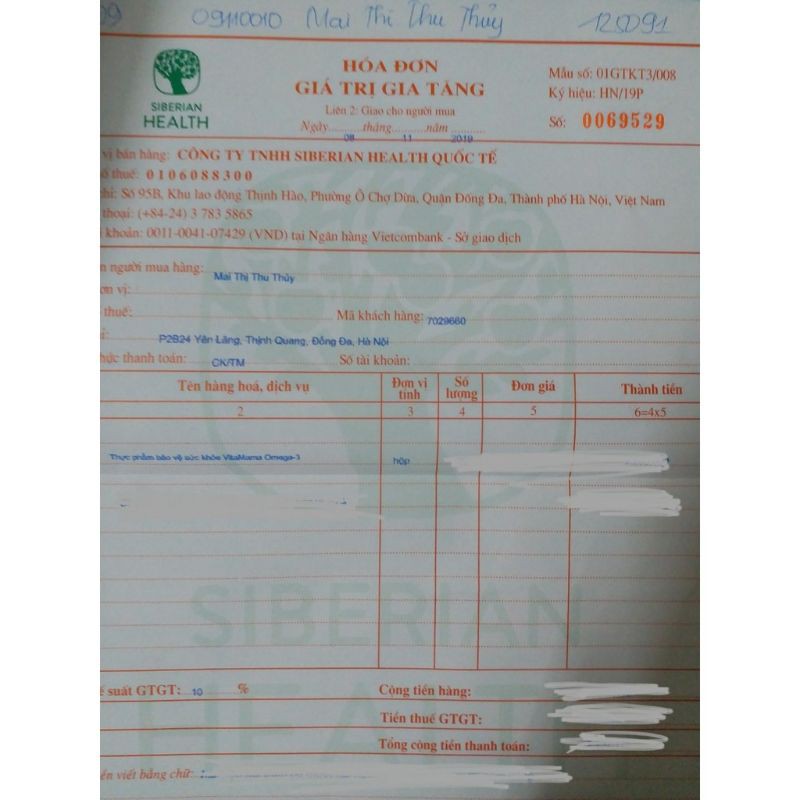 09 09110010 Mai Thị Thu Thủy 125091
SIBERIAN
HEALTH
HÓA ĐƠN
GIÁ TRỊ GIA TĂNG
Liên 2: Giao cho người mua
Ngày 08 tháng 11 năm 2019
Mẫu số: 01GTKT3/008
Ký hiệu: HN/19P
Số: 0069529
vị bán hàng: CÔNG TY TNHH SIBERIAN HEALTH QUỐC TẾ
số thuế: 0106088300
chỉ: Số 95B, Khu lao động Thịnh Hào, Phường Ô Chợ Dừa, Quận Đống Đa, Thành phố Hà Nội, Việt Nam
thoại: (+84-24) 3 783 5865
khoản: 0011-0041-07429 (VND) tại Ngân hàng Vietcombank - Sở giao dịch
người mua hàng: Mai Thị Thu Thủy
vị:
thuế: Mã khách hàng: 7029660
P2B24 Yên Lãng, Thịnh Quang, Đống Đa, Hà Nội
thức thanh toán: CK/TM Số tài khoản:
Tên hàng hoá, dịch vụ Đơn vị tính Số lượng Đơn giá Thành tiền
2 3 4 5 6=4x5
Thực phẩm bảo vệ sức khỏe VitaMama Omega-3 hộp
SIBERIAN
HEALTH
suất GTGT: 10 % Cộng tiền hàng:
Tiền thuế GTGT:
Tổng cộng tiền thanh toán:
viết bằng chữ: